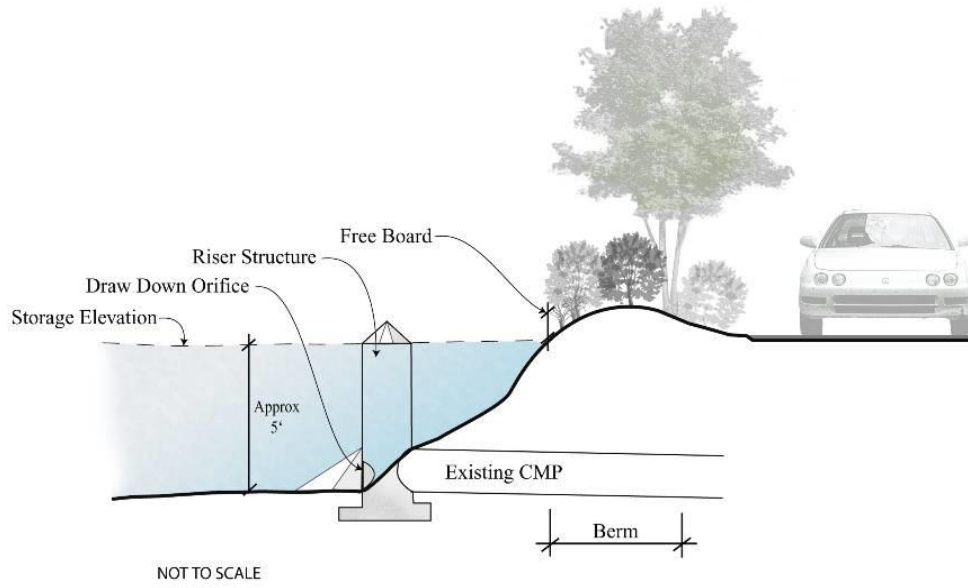 Free Board
Riser Structure
Draw Down Orifice
Storage Elevation
Approx
5'
Existing CMP
Berm
NOT TO SCALE